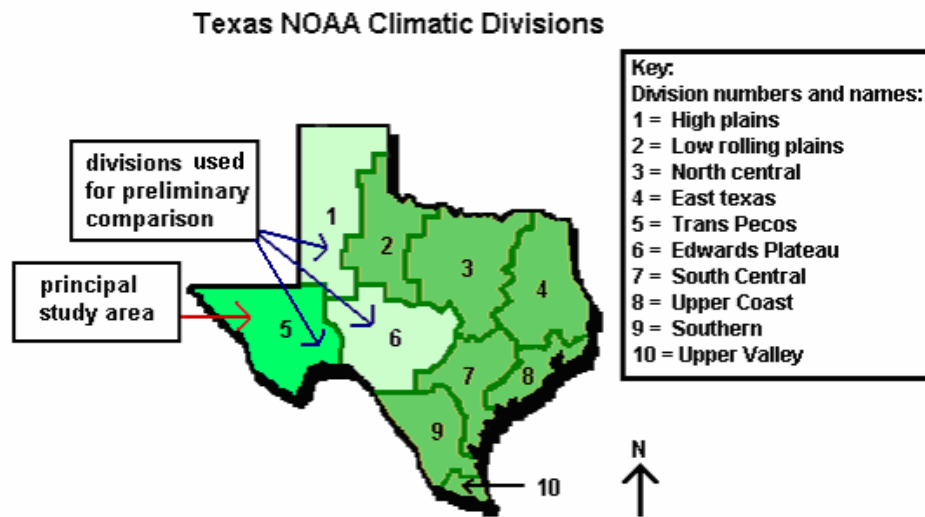 Texas NOAA Climatic Divisions
Key:
Division numbers and names:
1 = High plains
2 = Low rolling plains
3 = North central
4 = East texas
5 = Trans Pecos
6 = Edwards Plateau
7 = South Central
8 = Upper Coast
9 = Southern
10 = Upper Valley
divisions used
for preliminary
comparison
principal
study area
1
2
3
4
5
6
7
8
9
10
N